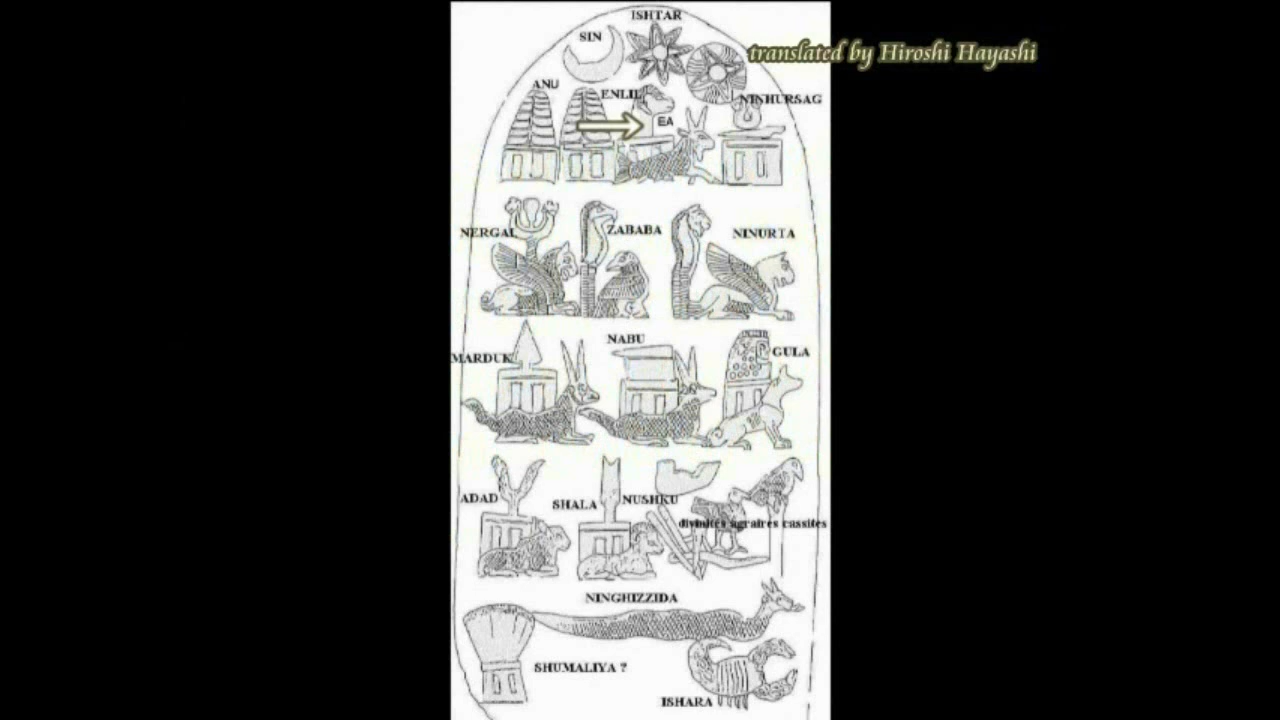 ISHTAR
SIN
translated by Hiroshi Hayashi
ANU
ENLIL
NINHURSAG
EA
NERGAL
ZABABA
NINURTA
MARDUK
NABU
GULA
ADAD
SHALA
NUSHKU
divinités agraires cassites
NINGHIZZIDA
SHUMALIYA ?
ISHARA